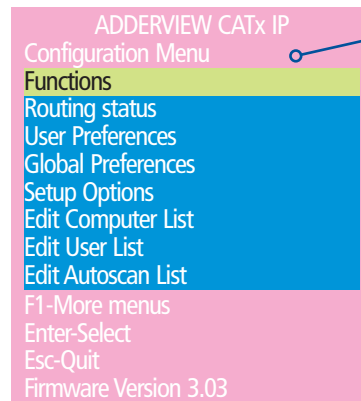 ADDERVIEW CATx IP
Configuration Menu
Functions
Routing status
User Preferences
Global Preferences
Setup Options
Edit Computer List
Edit User List
Edit Autoscan List
F1-More menus
Enter-Select
Esc-Quit
Firmware Version 3.03